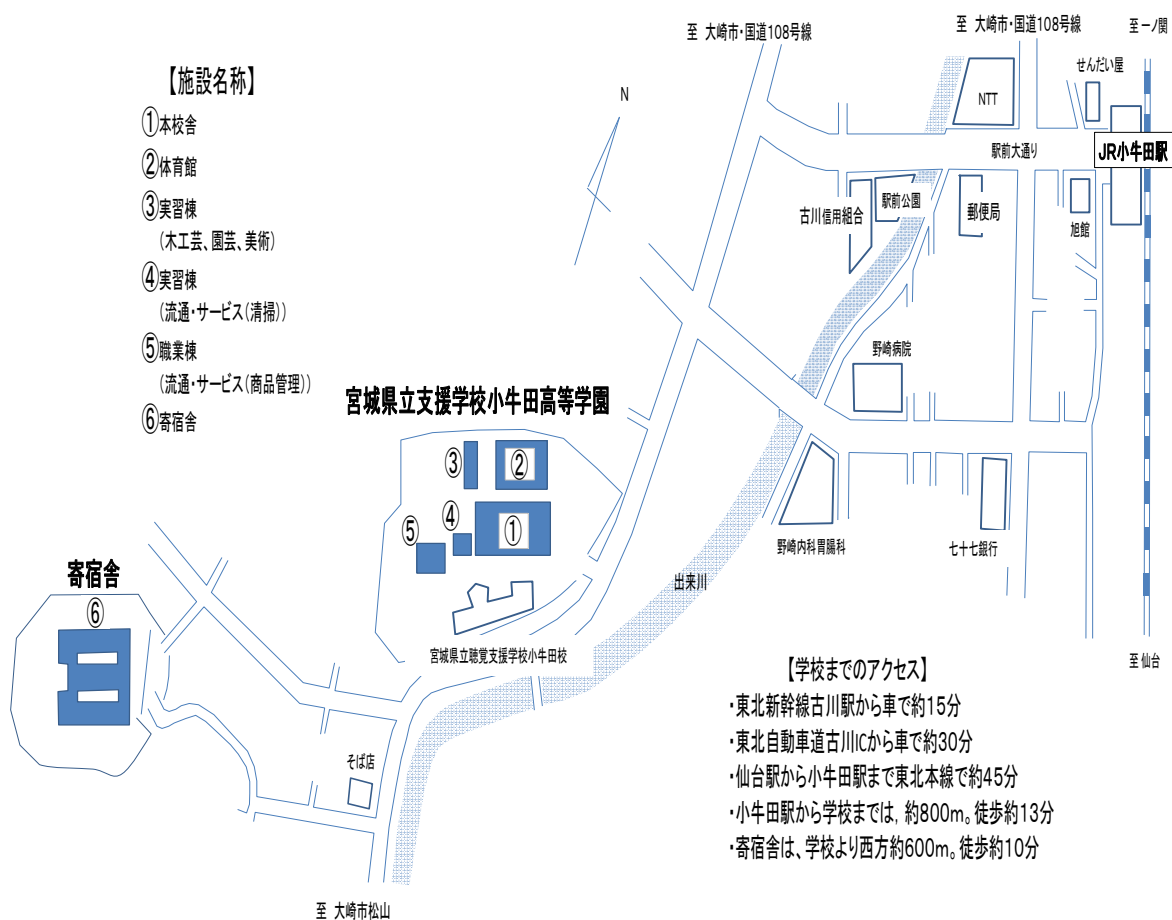 至 大崎市・国道108号線
至 大崎市・国道108号線
至 一ノ関
せんだい屋
【施設名称】
①本校舎
②体育館
③実習棟
(木工芸、園芸、美術)
④実習棟
(流通・サービス(清掃))
⑤職業棟
(流通・サービス(商品管理))
⑥寄宿舎
N
NTT
駅前大通り
JR小牛田駅
駅前公園
古川信用組合
郵便局
旭館
野崎病院
宮城県立支援学校小牛田高等学園
③
②
④
①
⑤
野崎内科胃腸科
七十七銀行
出来川
寄宿舎
⑥
宮城県立聴覚支援学校小牛田校
至 仙台
そば店
【学校までのアクセス】
・東北新幹線古川駅から車で約15分
・東北自動車道古川ICから車で約30分
・仙台駅から小牛田駅まで東北本線で約45分
・小牛田駅から学校までは, 約800m。徒歩約13分
・寄宿舎は、学校より西方約600m。徒歩約10分
至 大崎市松山